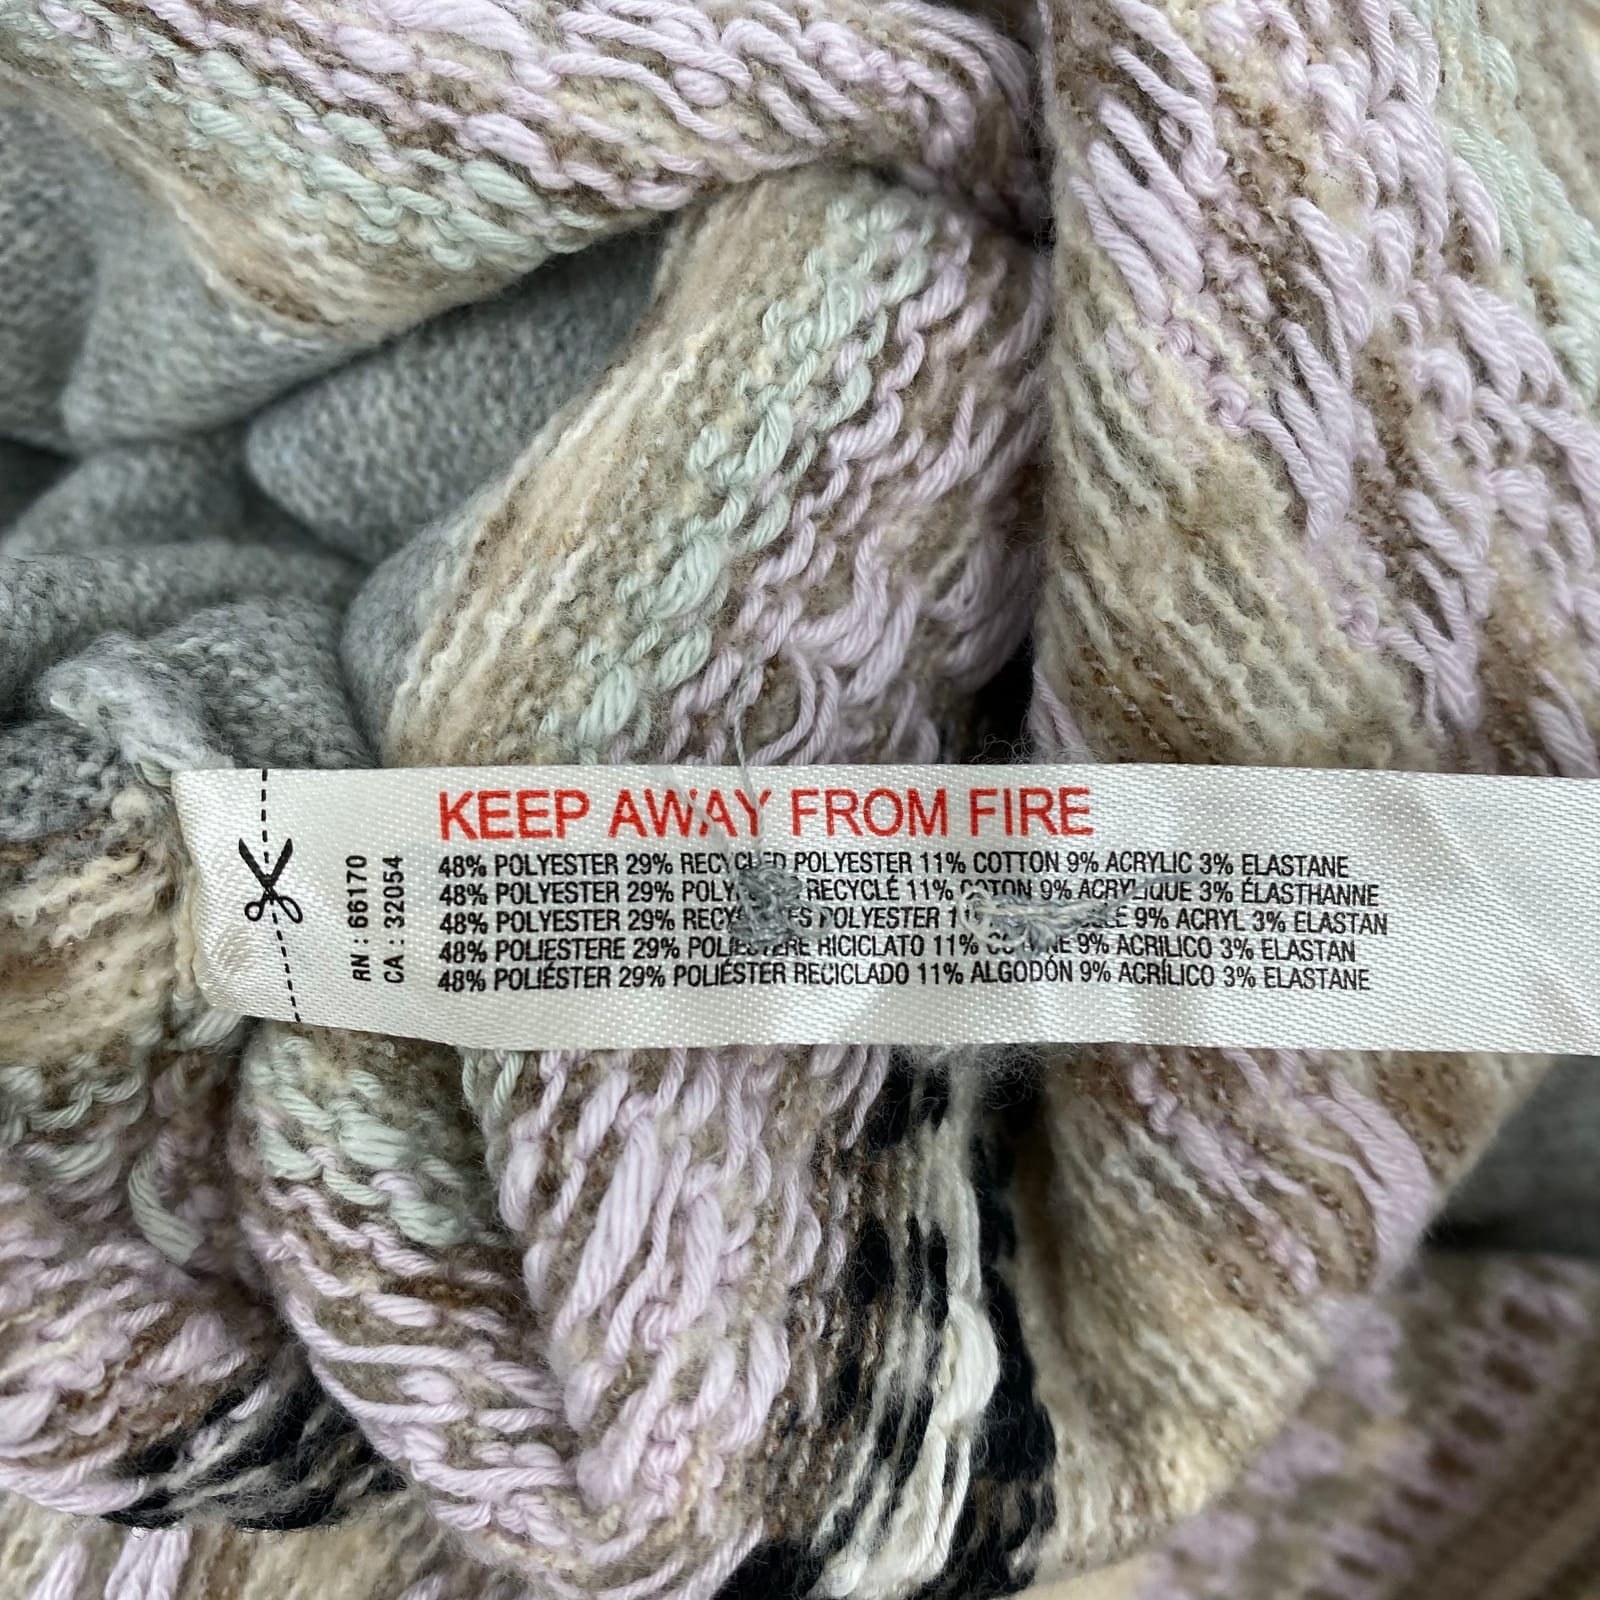 KEEP AWAY FROM FIRE
48% POLYESTER 29% RECYCLED POLYESTER 11% COTTON 9% ACRYLIC 3% ELASTANE
48% POLYESTER 29% RECYCLÉ 11% COTON 9% ACRYLIQUE 3% ÉLASTHANNE
48% POLYESTER 29% POLYESTER 9% ACRYL 3% ELASTAN
48% POLIESTERE 29% POLIESTERE RICICLATO 11% 9% ACRILICO 3% ELASTAN
48% POLIÉSTER 29% POLIÉSTER RECICLADO 11% ALGODÓN 9% ACRÍLICO 3% ELASTANE
RN : 66170
CA : 32054